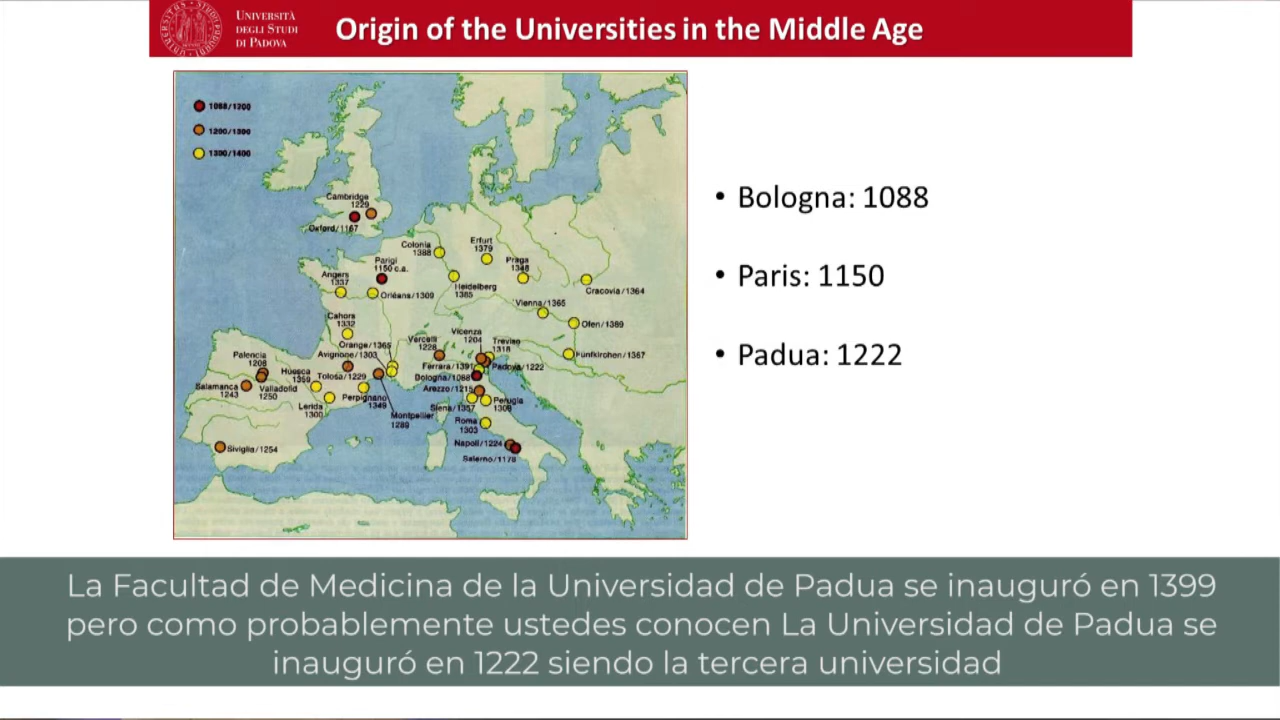 UNIVERSITÀ
DEGLI STUDI
DI PADOVA
Origin of the Universities in the Middle Age
1088/1200
1200/1300
1300/1400
Cambridge
1229
Oxford/1167
Colonia
1388
Erfurt
1379
Parigi
1150 c.a.
Praga
1348
Angers
1337
Orléans/1309
Heidelberg
1385
Cracovia/1364
Vienna/1365
Cahors
1332
Ofen/1389
Vicenza
1204
Vercelli
1228
Treviso
1318
Orange/1365
Avignone/1303
Fünfkirchen/1367
Palencia
1208
Ferrara/1391
Padova/1222
Huesca
1359
Tolosa/1229
Bologna/1088
Salamanca
1243
Valladolid
1250
Arezzo/1215
Lerida
1300
Perpignano
1349
Siena/1357
Perugia
1308
Montpellier
1289
Roma
1303
Napoli/1224
Siviglia/1254
Salerno/1178
• Bologna: 1088
• Paris: 1150
• Padua: 1222
La Facultad de Medicina de la Universidad de Padua se inauguró en 1399
pero como probablemente ustedes conocen La Universidad de Padua se
inauguró en 1222 siendo la tercera universidad